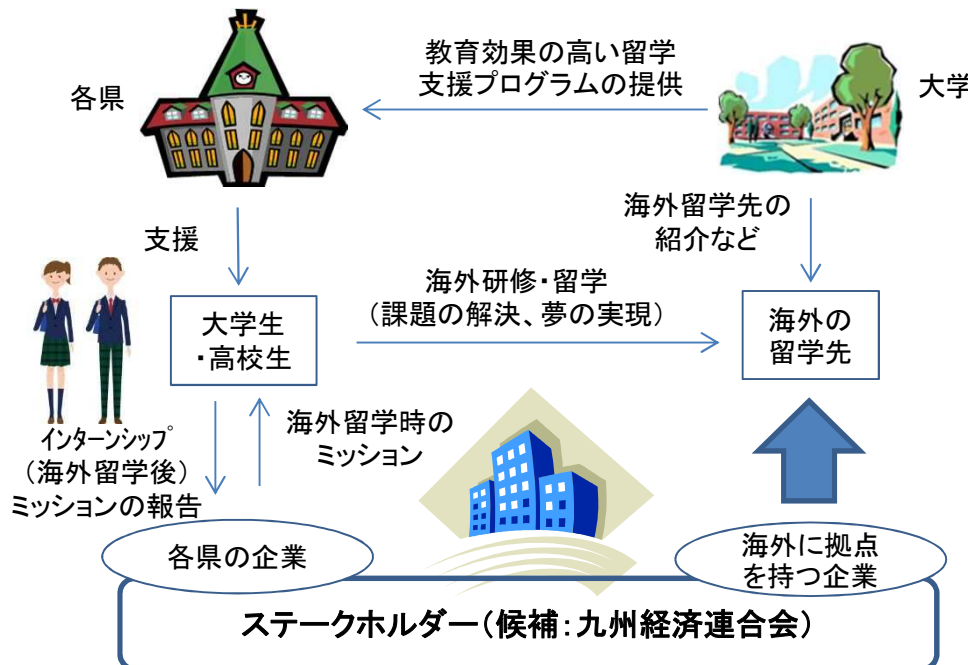 教育効果の高い留学
支援プログラムの提供
各県
大学
海外留学先の
紹介など
支援
海外研修・留学
(課題の解決、夢の実現)
大学生
・高校生
海外の
留学先
海外留学時の
ミッション
インターンシップ
(海外留学後)
ミッションの報告
各県の企業
海外に拠点
を持つ企業
ステークホルダー(候補:九州経済連合会)